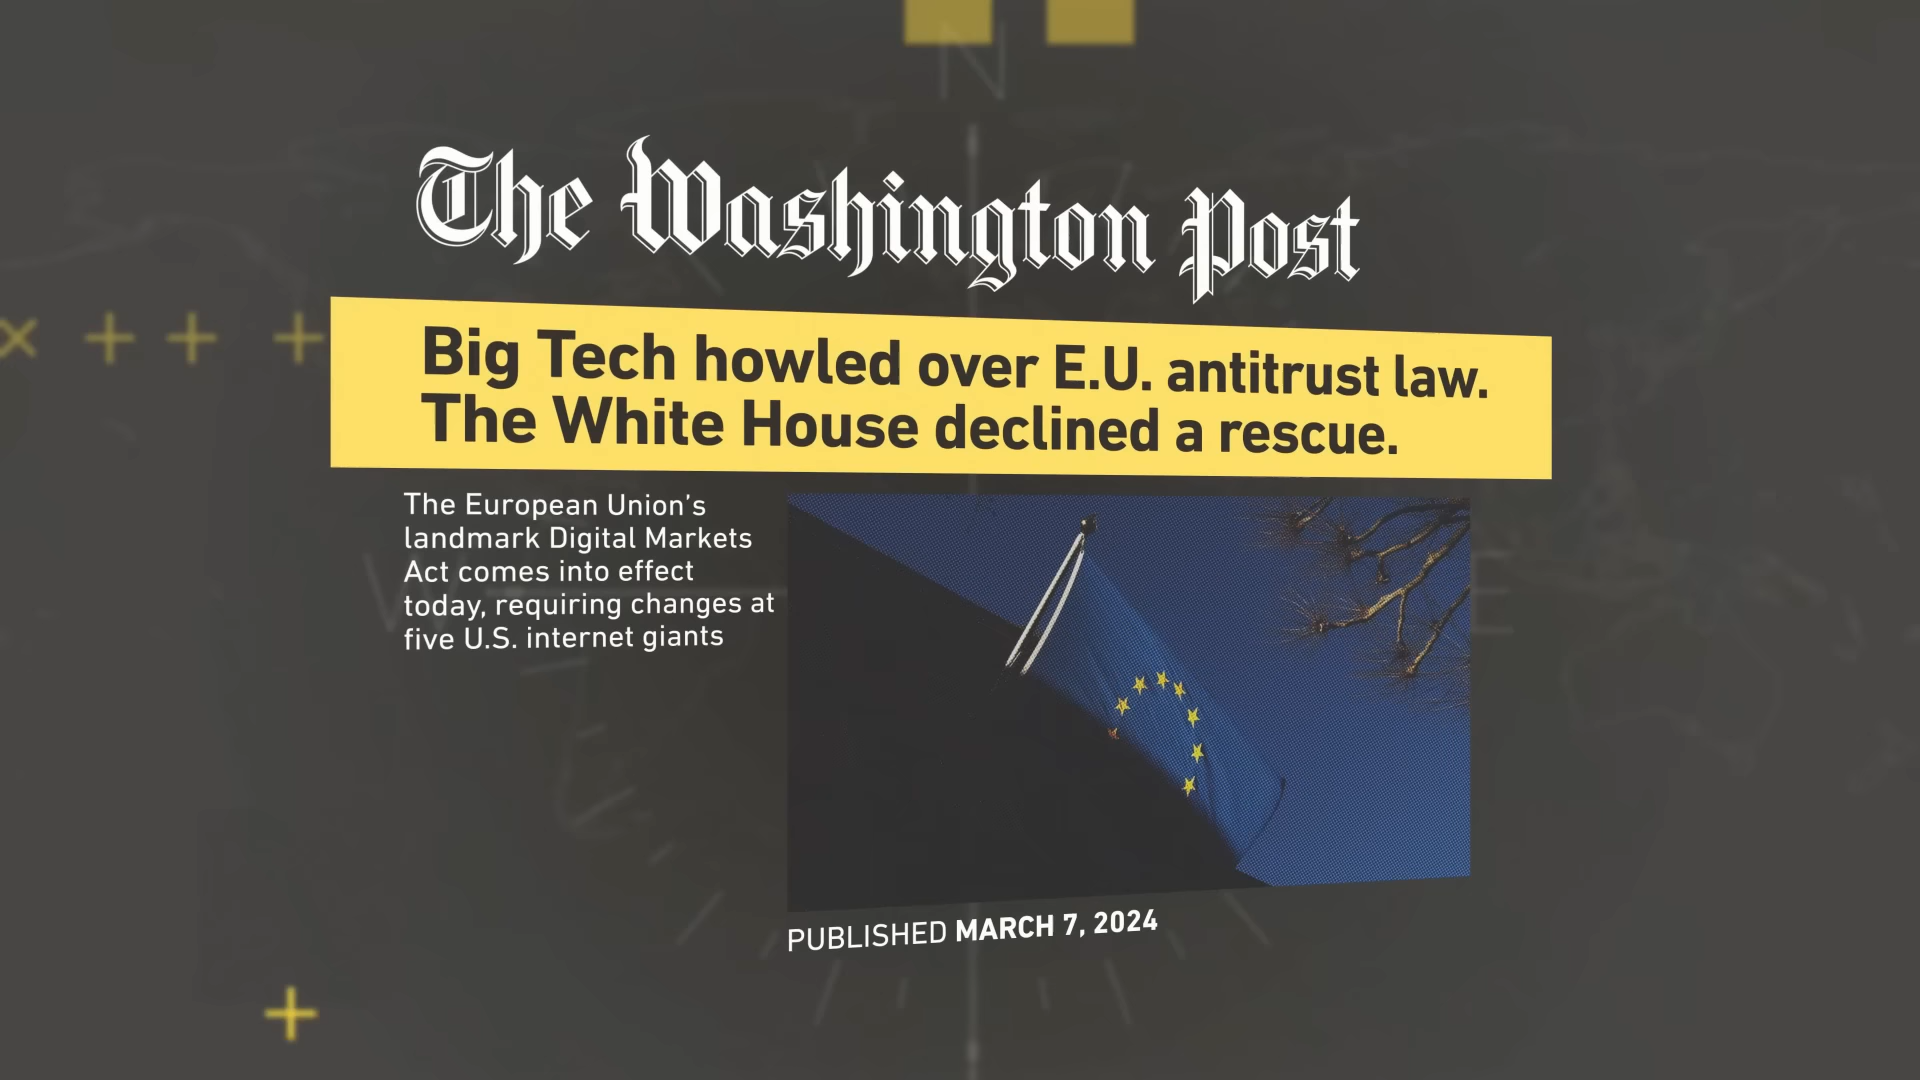 N
The Washington Post
Big Tech howled over E.U. antitrust law.
The White House declined a rescue.
The European Union's
landmark Digital Markets
Act comes into effect
today, requiring changes at
five U.S. internet giants
W
E
PUBLISHED MARCH 7, 2024